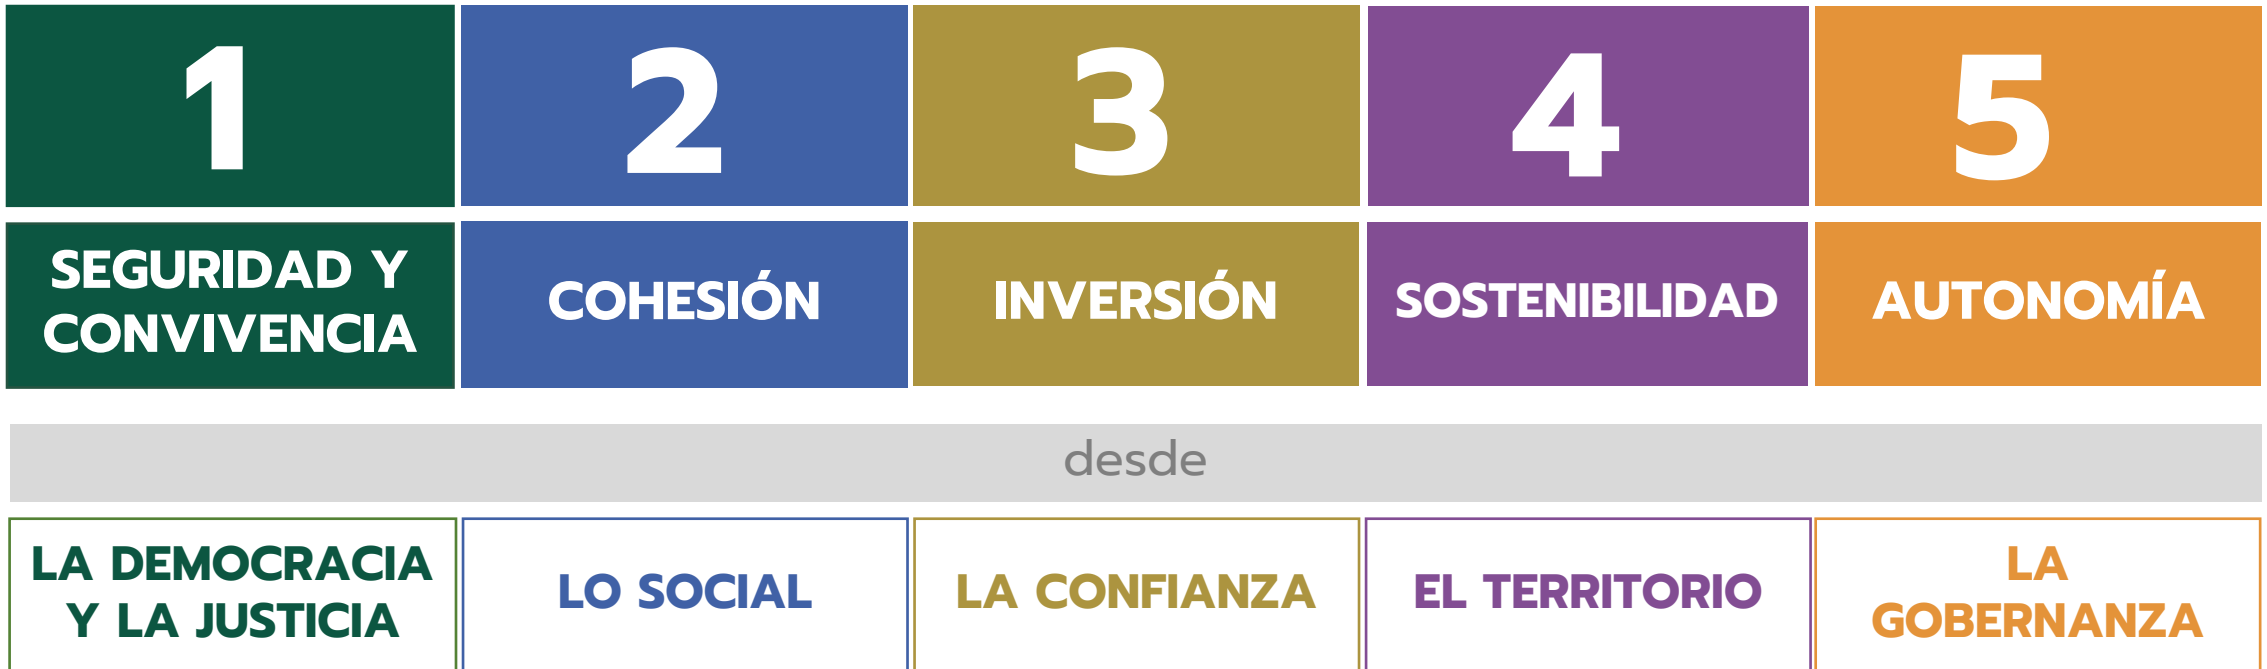 1
2
3
4
5
SEGURIDAD Y
CONVIVENCIA
COHESIÓN
INVERSIÓN
SOSTENIBILIDAD
AUTONOMÍA
desde
LA DEMOCRACIA
Y LA JUSTICIA
LO SOCIAL
LA CONFIANZA
EL TERRITORIO
LA
GOBERNANZA